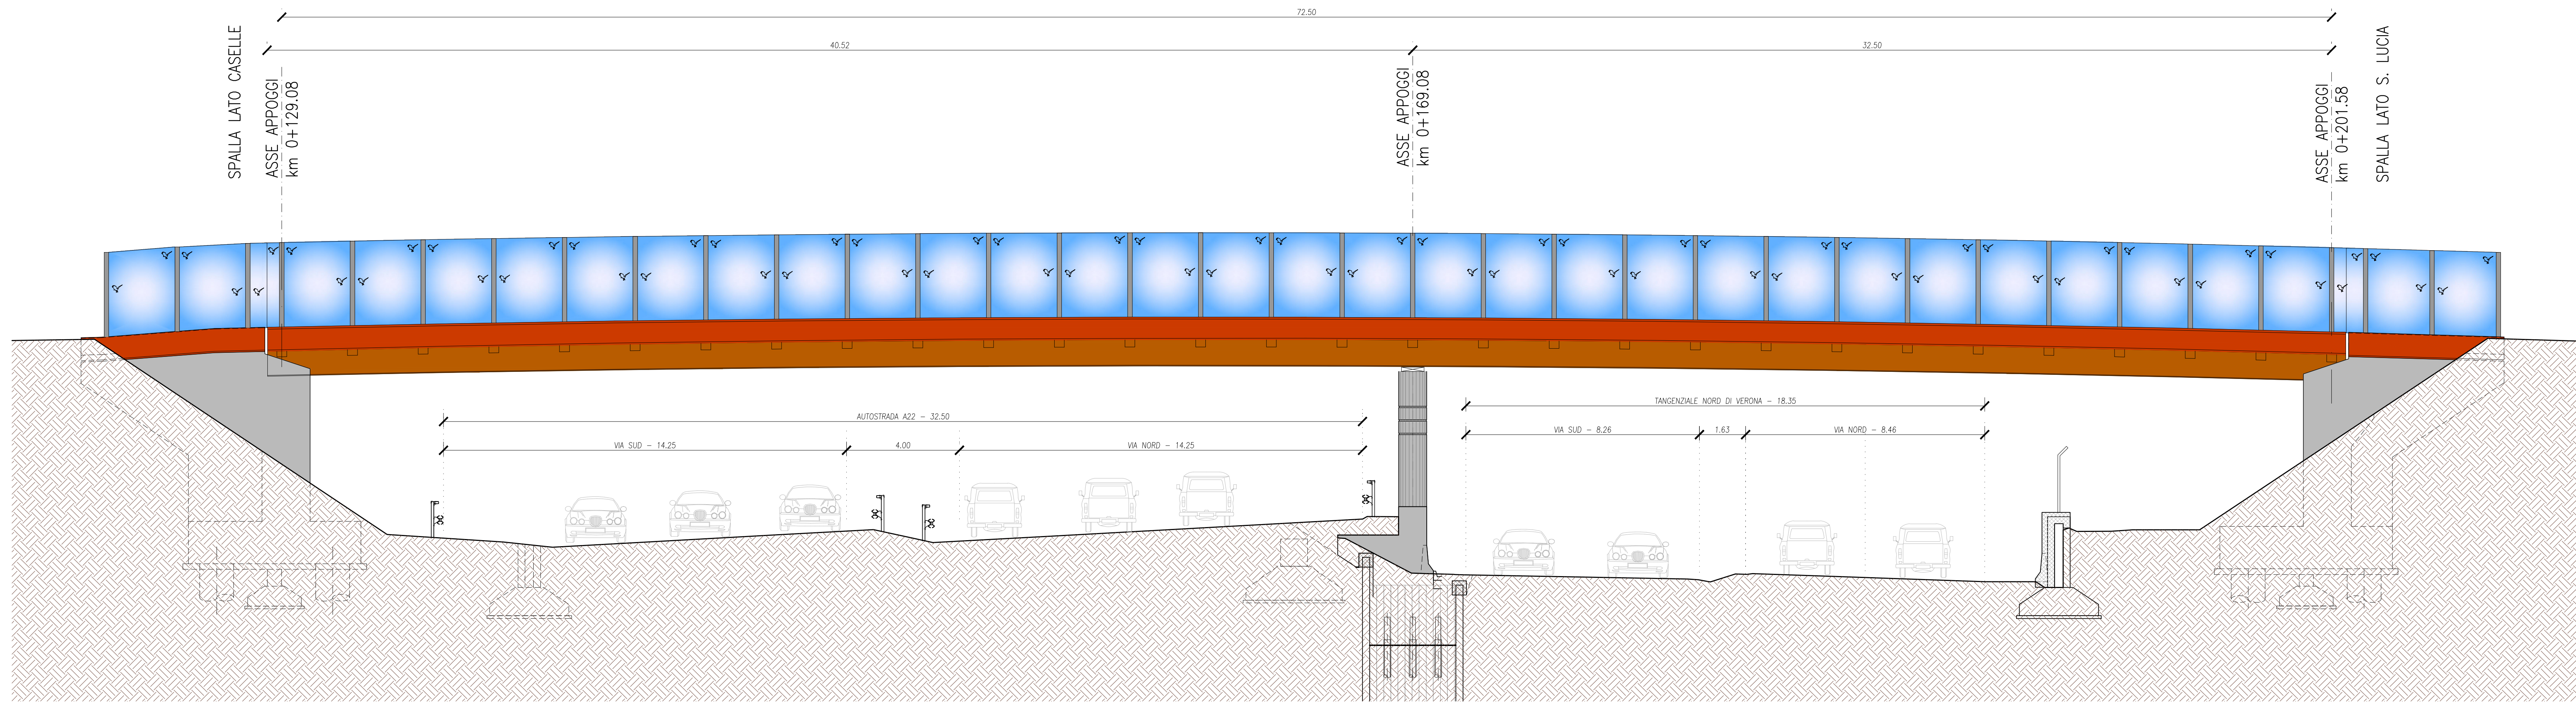 72.50
40.52
32.50
SPALLA LATO CASELLE
ASSE APPOGGI
km 0+129.08
ASSE APPOGGI
km 0+169.08
ASSE APPOGGI
km 0+201.58
SPALLA LATO S. LUCIA
AUTOSTRADA A22 - 32.50
VIA SUD - 14.25
4.00
VIA NORD - 14.25
TANGENZIALE NORD DI VERONA - 18.35
VIA SUD - 8.26
1.63
VIA NORD - 8.46